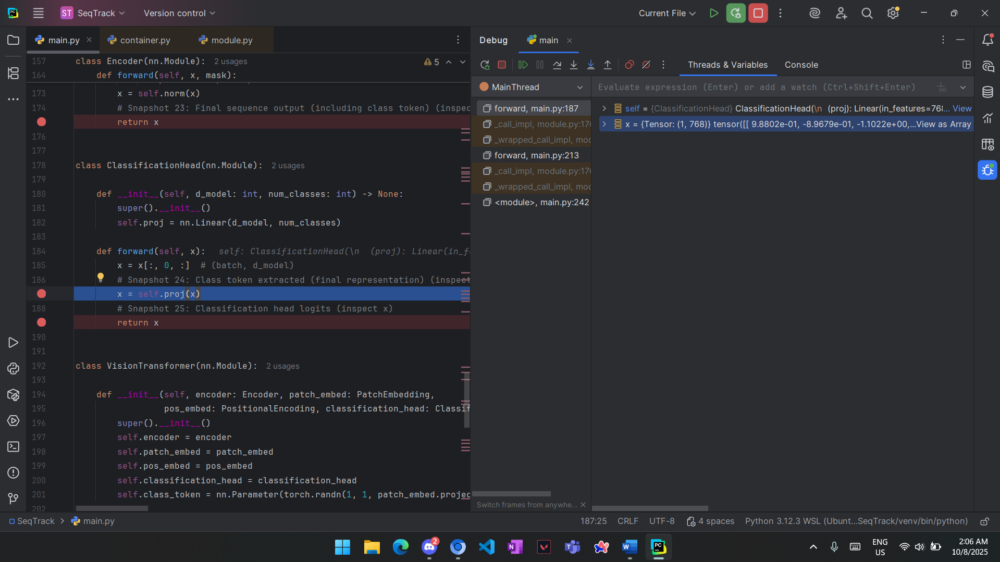 ST SeqTrack Version control Current File
main.py container.py module.py
157 class Encoder(nn.Module): 2 usages 5
164 def forward(self, x, mask):
173 x = self.norm(x)
174 # Snapshot 23: Final sequence output (including class token) (inspec
return x
176
177
178 class ClassificationHead(nn.Module): 2 usages
179
180 def __init__(self, d_model: int, num_classes: int) -> None:
181 super().__init__()
182 self.proj = nn.Linear(d_model, num_classes)
183
184 def forward(self, x): self: ClassificationHead(\n (proj): Linear(in_f
185 x = x[:, 0, :] # (batch, d_model)
186 # Snapshot 24: Class token extracted (final representation) (inspect
x = self.proj(x)
188 # Snapshot 25: Classification head logits (inspect x)
return x
190
191
192 class VisionTransformer(nn.Module): 2 usages
193
194 def __init__(self, encoder: Encoder, patch_embed: PatchEmbedding,
195 pos_embed: PositionalEncoding, classification_head: Classif
196 super().__init__()
197 self.encoder = encoder
198 self.patch_embed = patch_embed
199 self.pos_embed = pos_embed
200 self.classification_head = classification_head
201 self.class_token = nn.Parameter(torch.randn(1, 1, patch_embed.projec
202
Debug main
Threads & Variables Console
MainThread
Evaluate expression (Enter) or add a watch (Ctrl+Shift+Enter)
forward, main.py:187
_call_impl, module.py:176
_wrapped_call_impl, mod
forward, main.py:213
_call_impl, module.py:176
_wrapped_call_impl, mod
<module>, main.py:242
self = {ClassificationHead} ClassificationHead(\n (proj): Linear(in_features=768... View
x = {Tensor: (1, 768)} tensor([[ 9.8802e-01, -8.9679e-01, -1.1022e+00,...View as Array
Switch frames from anywhe...
SeqTrack main.py
187:25 CRLF UTF-8 4 spaces Python 3.12.3 WSL (Ubunt...SeqTrack/venv/bin/python)
2
ENG
US
2:06 AM
10/8/2025